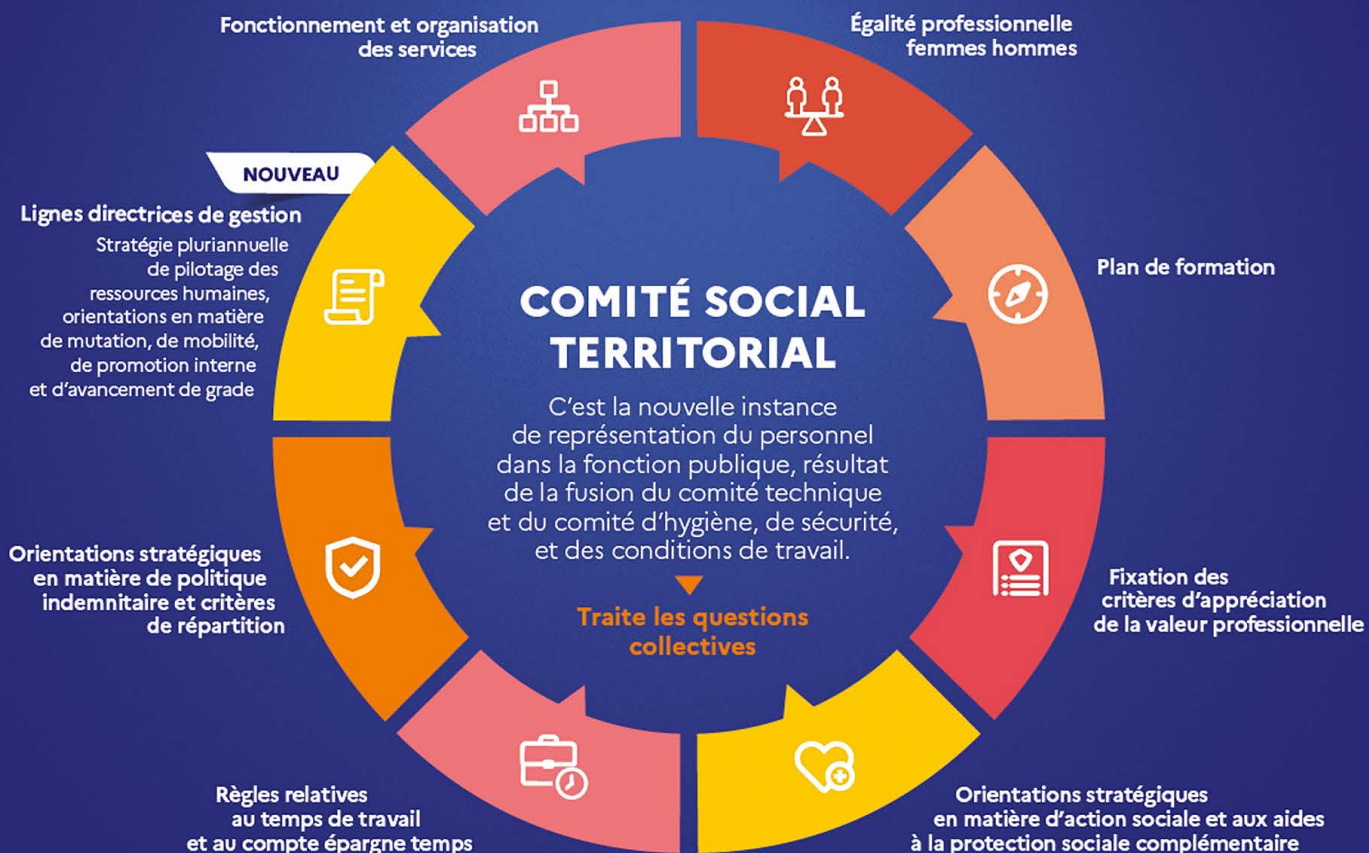 Fonctionnement et organisation
des services
Égalité professionnelle
femmes hommes
NOUVEAU
Lignes directrices de gestion
Stratégie pluriannuelle
de pilotage des
ressources humaines,
orientations en matière
de mutation, de mobilité,
de promotion interne
et d’avancement de grade
Plan de formation
COMITÉ SOCIAL
TERRITORIAL
C’est la nouvelle instance
de représentation du personnel
dans la fonction publique, résultat
de la fusion du comité technique
et du comité d’hygiène, de sécurité,
et des conditions de travail.
Traite les questions
collectives
Orientations stratégiques
en matière de politique
indemnitaire et critères
de répartition
Fixation des
critères d’appréciation
de la valeur professionnelle
Règles relatives
au temps de travail
et au compte épargne temps
Orientations stratégiques
en matière d’action sociale et aux aides
à la protection sociale complémentaire